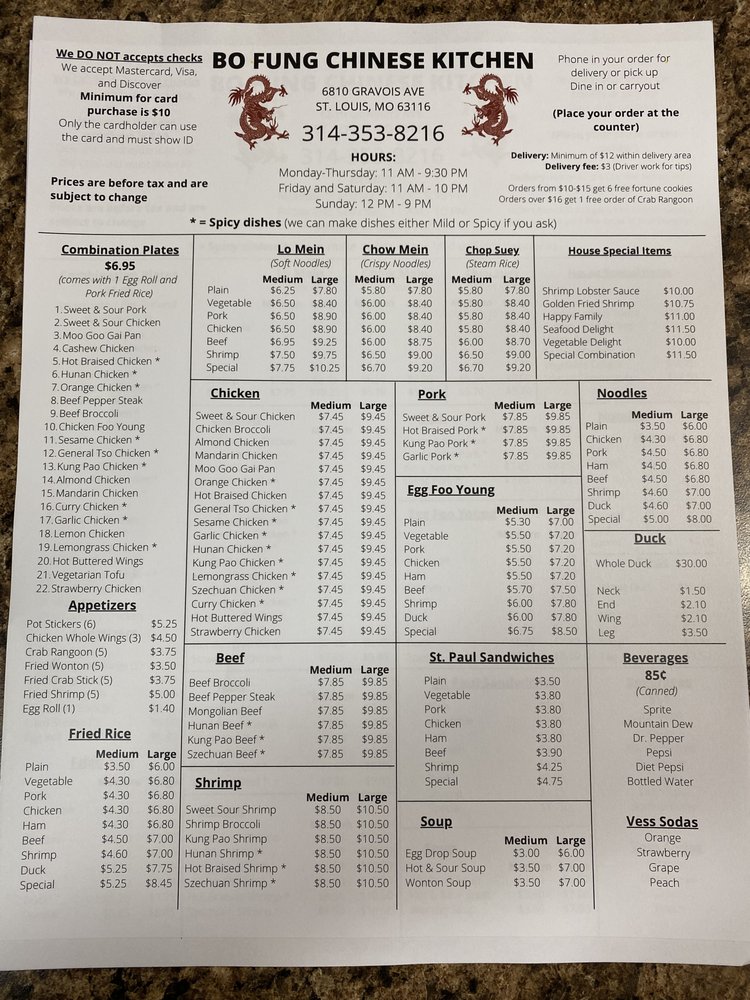 We DO NOT accepts checks
We accept Mastercard, Visa,
and Discover
Minimum for card
purchase is $10
Only the cardholder can use
the card and must show ID
Prices are before tax and are
subject to change
BO FUNG CHINESE KITCHEN
6810 GRAVOIS AVE
ST. LOUIS, MO 63116
314-353-8216
HOURS:
Monday-Thursday: 11 AM - 9:30 PM
Friday and Saturday: 11 AM - 10 PM
Sunday: 12 PM - 9 PM
Phone in your order for
delivery or pick up
Dine in or carryout
(Place your order at the
counter)
Delivery: Minimum of $12 within delivery area
Delivery fee: $3 (Driver work for tips)
Orders from $10-$15 get 6 free fortune cookies
Orders over $16 get 1 free order of Crab Rangoon
* = Spicy dishes (we can make dishes either Mild or Spicy if you ask)
Combination Plates
$6.95
(comes with 1 Egg Roll and
Pork Fried Rice)
1. Sweet & Sour Pork
2. Sweet & Sour Chicken
3. Moo Goo Gai Pan
4. Cashew Chicken
5. Hot Braised Chicken *
6. Hunan Chicken *
7. Orange Chicken *
8. Beef Pepper Steak
9. Beef Broccoli
10. Chicken Foo Young
11. Sesame Chicken *
12. General Tso Chicken *
13. Kung Pao Chicken *
14. Almond Chicken
15. Mandarin Chicken
16. Curry Chicken *
17. Garlic Chicken *
18. Lemon Chicken
19. Lemongrass Chicken *
20. Hot Buttered Wings
21. Vegetarian Tofu
22. Strawberry Chicken
Appetizers
Pot Stickers (6) $5.25
Chicken Whole Wings (3) $4.50
Crab Rangoon (5) $3.75
Fried Wonton (5) $3.50
Fried Crab Stick (5) $3.75
Fried Shrimp (5) $5.00
Egg Roll (1) $1.40
Fried Rice
Medium Large
Plain $3.50 $6.00
Vegetable $4.30 $6.80
Pork $4.30 $6.80
Chicken $4.30 $6.80
Ham $4.30 $6.80
Beef $4.50 $7.00
Shrimp $4.60 $7.00
Duck $5.25 $7.75
Special $5.25 $8.45
Lo Mein
(Soft Noodles)
Medium Large
Plain $6.25 $7.80
Vegetable $6.50 $8.40
Pork $6.50 $8.90
Chicken $6.50 $8.90
Beef $6.95 $9.25
Shrimp $7.50 $9.75
Special $7.75 $10.25
Chow Mein
(Crispy Noodles)
Medium Large
$5.80 $7.80
$6.00 $8.40
$6.00 $8.40
$6.00 $8.40
$6.00 $8.75
$6.50 $9.00
$6.70 $9.20
Chop Suey
(Steam Rice)
Medium Large
$5.80 $7.80
$5.80 $8.40
$5.80 $8.40
$5.80 $8.40
$6.00 $8.70
$6.50 $9.00
$6.70 $9.20
House Special Items
Shrimp Lobster Sauce $10.00
Golden Fried Shrimp $10.75
Happy Family $11.00
Seafood Delight $11.50
Vegetable Delight $10.00
Special Combination $11.50
Chicken
Medium Large
Sweet & Sour Chicken $7.45 $9.45
Chicken Broccoli $7.45 $9.45
Almond Chicken $7.45 $9.45
Mandarin Chicken $7.45 $9.45
Moo Goo Gai Pan $7.45 $9.45
Orange Chicken * $7.45 $9.45
Hot Braised Chicken $7.45 $9.45
General Tso Chicken * $7.45 $9.45
Sesame Chicken * $7.45 $9.45
Garlic Chicken * $7.45 $9.45
Hunan Chicken * $7.45 $9.45
Kung Pao Chicken * $7.45 $9.45
Lemongrass Chicken * $7.45 $9.45
Szechuan Chicken * $7.45 $9.45
Curry Chicken * $7.45 $9.45
Hot Buttered Wings $7.45 $9.45
Strawberry Chicken $7.45 $9.45
Beef
Medium Large
Beef Broccoli $7.85 $9.85
Beef Pepper Steak $7.85 $9.85
Mongolian Beef $7.85 $9.85
Hunan Beef * $7.85 $9.85
Kung Pao Beef * $7.85 $9.85
Szechuan Beef * $7.85 $9.85
Shrimp
Medium Large
Sweet Sour Shrimp $8.50 $10.50
Shrimp Broccoli $8.50 $10.50
Kung Pao Shrimp $8.50 $10.50
Hunan Shrimp * $8.50 $10.50
Hot Braised Shrimp * $8.50 $10.50
Szechuan Shrimp * $8.50 $10.50
Pork
Medium Large
Sweet & Sour Pork $7.85 $9.85
Hot Braised Pork * $7.85 $9.85
Kung Pao Pork * $7.85 $9.85
Garlic Pork * $7.85 $9.85
Egg Foo Young
Medium Large
Plain $5.30 $7.00
Vegetable $5.50 $7.20
Pork $5.50 $7.20
Chicken $5.50 $7.20
Ham $5.50 $7.20
Beef $5.70 $7.50
Shrimp $6.00 $7.80
Duck $6.00 $7.80
Special $6.75 $8.50
St. Paul Sandwiches
Plain $3.50
Vegetable $3.80
Pork $3.80
Chicken $3.80
Ham $3.80
Beef $3.90
Shrimp $4.25
Special $4.75
Soup
Medium Large
Egg Drop Soup $3.00 $6.00
Hot & Sour Soup $3.50 $7.00
Wonton Soup $3.50 $7.00
Noodles
Medium Large
Plain $3.50 $6.00
Chicken $4.30 $6.80
Pork $4.50 $6.80
Ham $4.50 $6.80
Beef $4.50 $6.80
Shrimp $4.60 $7.00
Duck $4.60 $7.00
Special $5.00 $8.00
Duck
Whole Duck $30.00
Neck $1.50
End $2.10
Wing $2.10
Leg $3.50
Beverages
85¢
(Canned)
Sprite
Mountain Dew
Dr. Pepper
Pepsi
Diet Pepsi
Bottled Water
Vess Sodas
Orange
Strawberry
Grape
Peach